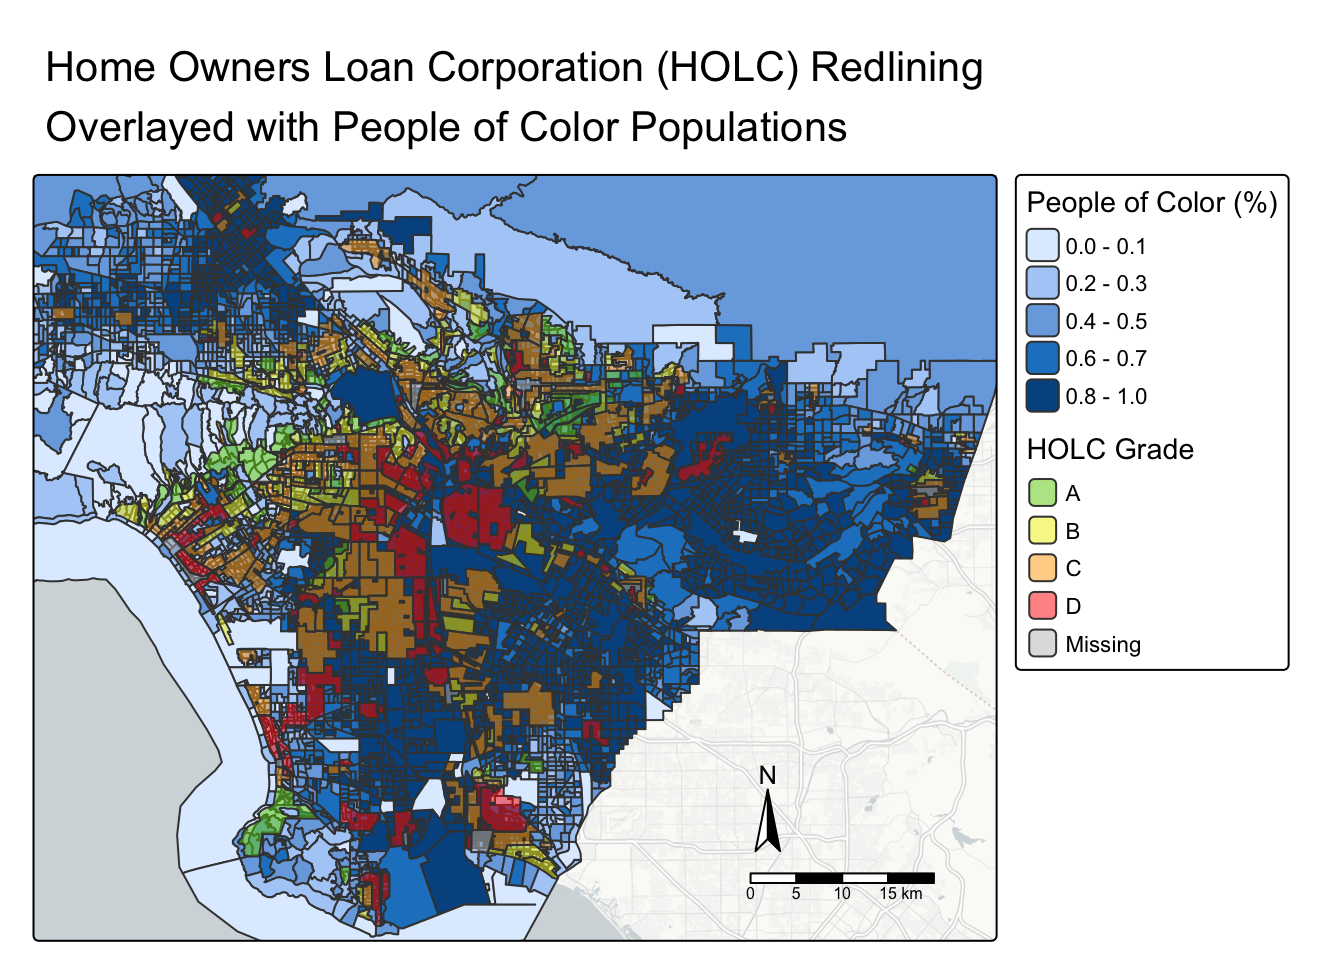 Home Owners Loan Corporation (HOLC) Redlining
Overlayed with People of Color Populations
People of Color (%)
0.0 - 0.1
0.2 - 0.3
0.4 - 0.5
0.6 - 0.7
0.8 - 1.0
HOLC Grade
A
B
C
D
Missing
N
0 5 10 15 km